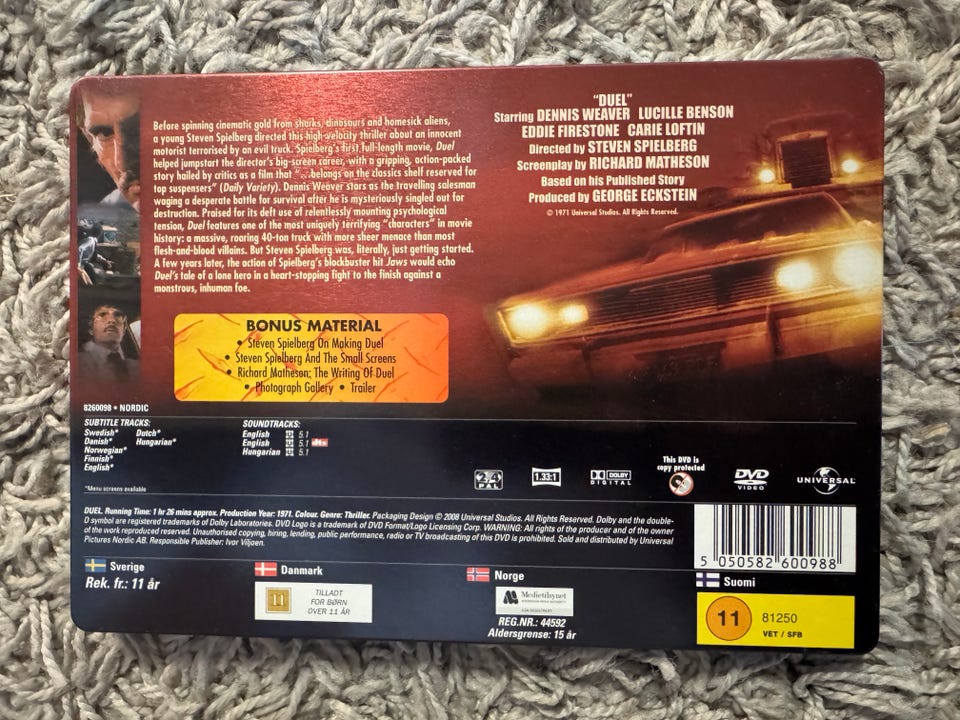 Before spinning cinematic gold from sharks, dinosaurs and homesick aliens,
a young Steven Spielberg directed this high-velocity thriller about an innocent
motorist terrorised by an evil truck. Spielberg's first full-length movie, Duel
helped jumpstart the director's big-screen career, with a gripping, action-packed
story hailed by critics as a film that "...belongs on the classics shelf reserved for
top suspensers" (Daily Variety). Dennis Weaver stars as the travelling salesman
waging a desperate battle for survival after he is mysteriously singled out for
destruction. Praised for its deft use of relentlessly mounting psychological
tension, Duel features one of the most uniquely terrifying "characters" in movie
history: a massive, roaring 40-ton truck with more sheer menace than most
flesh-and-blood villains. But Steven Spielberg was, literally, just getting started.
A few years later, the action of Spielberg's blockbuster hit Jaws would echo
Duel's tale of a lone hero in a heart-stopping fight to the finish against a
monstrous, inhuman foe.
"DUEL"
Starring DENNIS WEAVER LUCILLE BENSON
EDDIE FIRESTONE CARIE LOFTIN
Directed by STEVEN SPIELBERG
Screenplay by RICHARD MATHESON
Based on his Published Story
Produced by GEORGE ECKSTEIN
© 1971 Universal Studios. All Rights Reserved.
BONUS MATERIAL
• Steven Spielberg On Making Duel
• Steven Spielberg And The Small Screens
• Richard Matheson: The Writing Of Duel
• Photograph Gallery • Trailer
8260098 • NORDIC
SUBTITLE TRACKS:
Swedish* Dutch*
Danish* Hungarian*
Norwegian*
Finnish*
English*
*Menu screens available
SOUNDTRACKS:
English 5.1
English 5.1 dts
Hungarian 5.1
2,4
PAL
1.33:1
DOLBY
DIGITAL
This DVD is
copy protected
DVD
VIDEO
UNIVERSAL
DUEL. Running Time: 1 hr 26 mins approx. Production Year: 1971. Colour. Genre: Thriller. Packaging Design © 2008 Universal Studios. All Rights Reserved. Dolby and the double-
D symbol are registered trademarks of Dolby Laboratories. DVD Logo is a trademark of DVD Format/Logo Licensing Corp. WARNING: All rights of the producer and of the owner
of the work reproduced reserved. Unauthorised copying, hiring, lending, public performance, radio or TV broadcasting of this DVD is prohibited. Sold and distributed by Universal
Pictures Nordic AB. Responsible Publisher: Ivor Viljoen.
5 050582 600988
Sverige
Rek. fr.: 11 år
Danmark
11
TILLADT
FOR BØRN
OVER 11 ÅR
Norge
Medietilsynet
REG.NR.: 44592
Aldersgrense: 15 år
Suomi
11
81250
VET / SFB